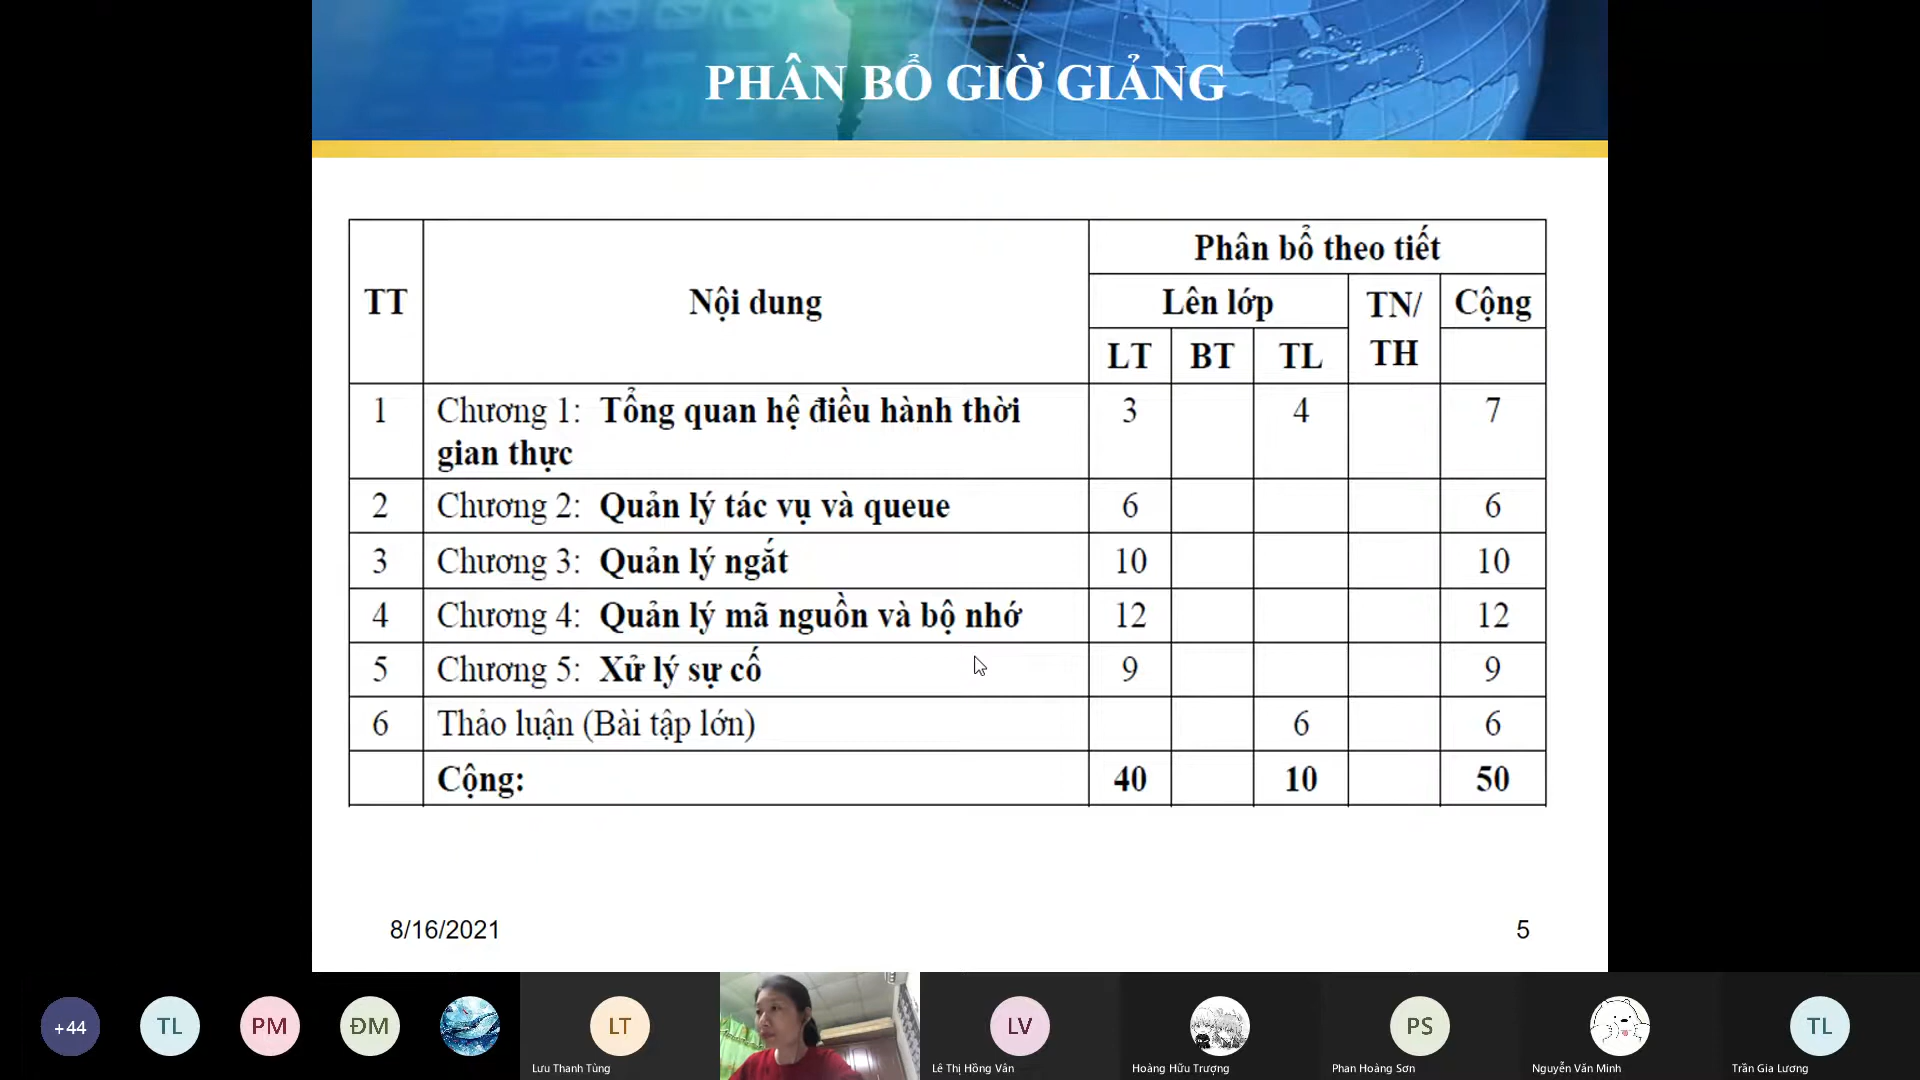 PHÂN BỔ GIỜ GIẢNG
TT
Nội dung
Phân bổ theo tiết
Lên lớp
TN/
TH
Cộng
LT
BT
TL
1 Chương 1: Tổng quan hệ điều hành thời 3 4 7
gian thực
2 Chương 2: Quản lý tác vụ và queue 6 6
3 Chương 3: Quản lý ngắt 10 10
4 Chương 4: Quản lý mã nguồn và bộ nhớ 12 12
5 Chương 5: Xử lý sự cố 9 9
6 Thảo luận (Bài tập lớn) 6 6
Cộng: 40 10 50
8/16/2021
5
+44
TL
PM
ĐM
LT
LV
PS
TL
Lưu Thanh Tùng
Lê Thị Hồng Vân
Hoàng Hữu Trượng
Phan Hoàng Sơn
Nguyễn Văn Minh
Trần Gia Lương